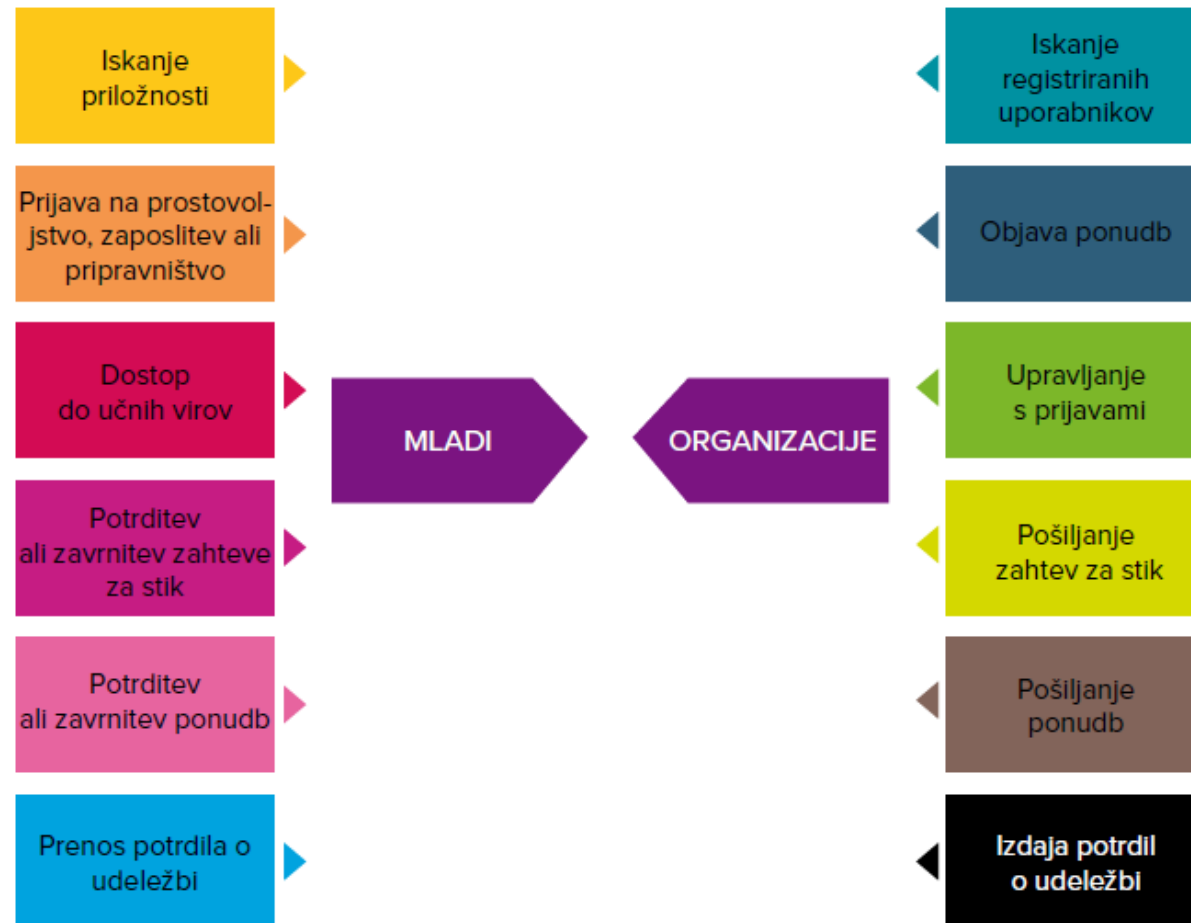 Iskanje
priložnosti
Prijava na prostovol-
jstvo, zaposlitev ali
pripravništvo
Dostop
do učnih virov
Potrditev
ali zavrnitev zahteve
za stik
Potrditev
ali zavrnitev ponudb
Prenos potrdila o
udeležbi
MLADI
ORGANIZACIJE
Iskanje
registriranih
uporabnikov
Objava ponudb
Upravljanje
s prijavami
Pošiljanje
zahtev za stik
Pošiljanje
ponudb
Izdaja potrdil
o udeležbi